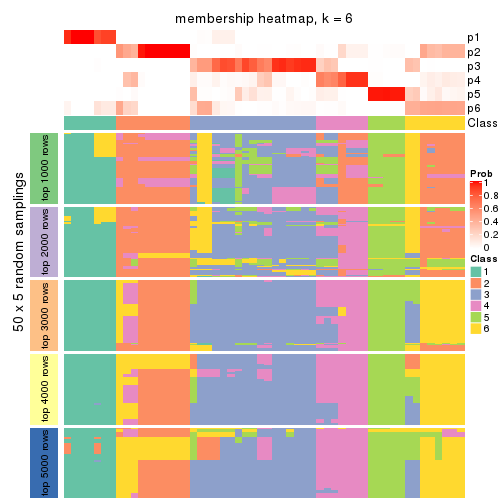 membership heatmap, k = 6
p1
p2
p3
p4
p5
p6
Class
50 x 5 random samplings
top 1000 rows
top 2000 rows
top 3000 rows
top 4000 rows
top 5000 rows
Prob
1
0.8
0.6
0.4
0.2
0
Class
1
2
3
4
5
6